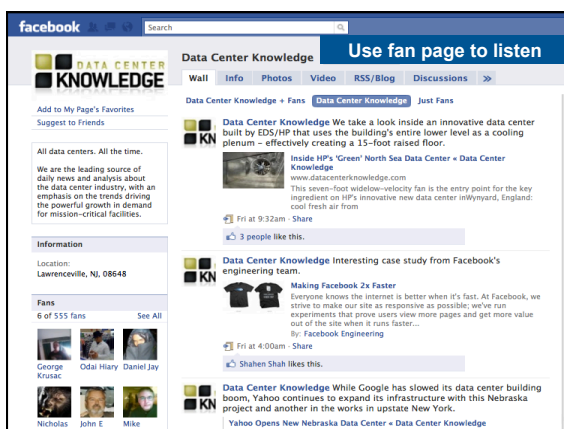 facebook
Search
Use fan page to listen
DATA CENTER
KNOWLEDGE
Add to My Page's Favorites
Suggest to Friends
All data centers. All the time.
We are the leading source of
daily news and analysis about
the data center industry, with an
emphasis on the trends driving
the powerful growth in demand
for mission-critical facilities.
Information
Location:
Lawrenceville, NJ, 08648
Fans
6 of 555 fans See All
George
Krusac
Odai Hiary
Daniel Jay
Nicholas
John E
Mike
Data Center Knowledge
Wall Info Photos Video RSS/Blog Discussions »
Data Center Knowledge + Fans Data Center Knowledge Just Fans
KN
Data Center Knowledge We take a look inside an innovative data center
built by EDS/HP that uses the building's entire lower level as a cooling
plenum – effectively creating a 15-foot raised floor.
Inside HP's 'Green' North Sea Data Center « Data Center
Knowledge
www.datacenterknowledge.com
This seven-foot widelow-velocity fan is the entry point for the key
ingredient on HP's innovative new data center inWynyard, England:
cool fresh air from
Fri at 9:32am · Share
3 people like this.
KN
Data Center Knowledge Interesting case study from Facebook's
engineering team.
Making Facebook 2x Faster
Everyone knows the internet is better when it's fast. At Facebook, we
strive to make our site as responsive as possible; we've run
experiments that prove users view more pages and get more value
out of the site when it runs faster...
By: Facebook Engineering
Fri at 4:00am · Share
Shahen Shah likes this.
KN
Data Center Knowledge While Google has slowed its data center building
boom, Yahoo continues to expand its infrastructure with this Nebraska
project and another in the works in upstate New York.
Yahoo Opens New Nebraska Data Center « Data Center Knowledge